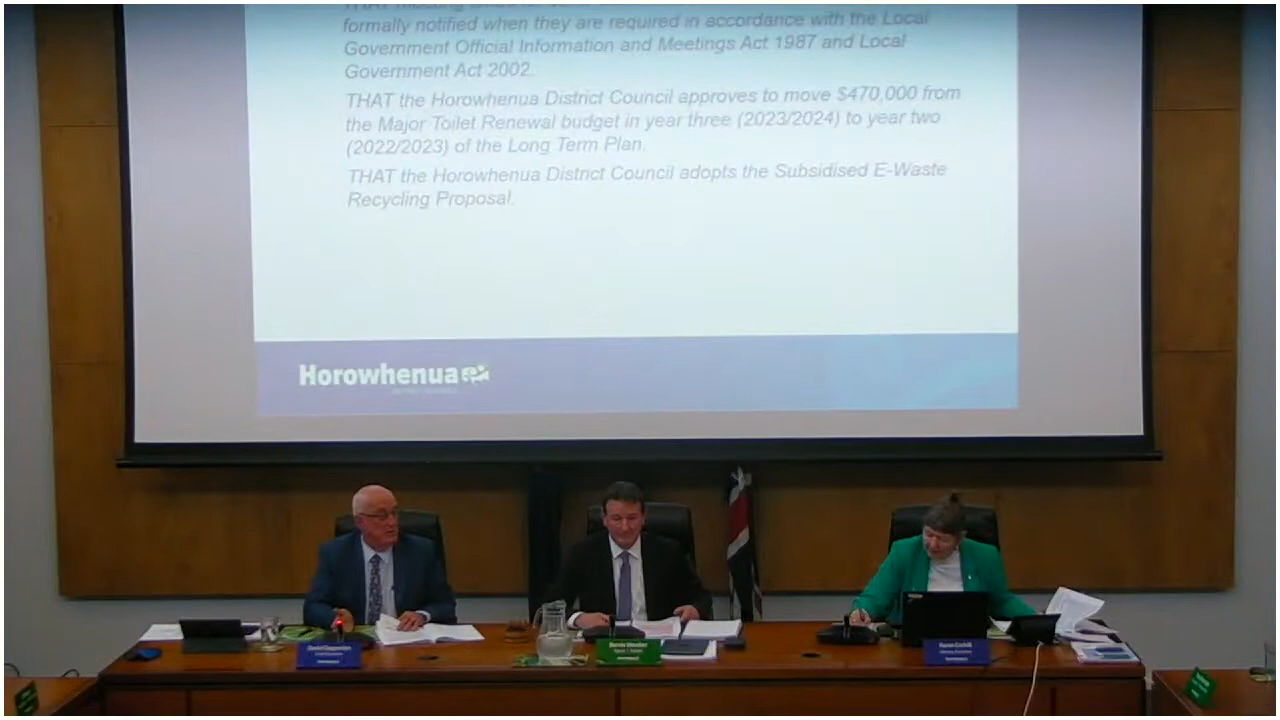 formally notified when they are required in accordance with the Local
Government Official Information and Meetings Act 1987 and Local
Government Act 2002.
THAT the Horowhenua District Council approves to move $470,000 from
the Major Toilet Renewal budget in year three (2023/2024) to year two
(2022/2023) of the Long Term Plan.
THAT the Horowhenua District Council adopts the Subsidised E-Waste
Recycling Proposal.
Horowhenua